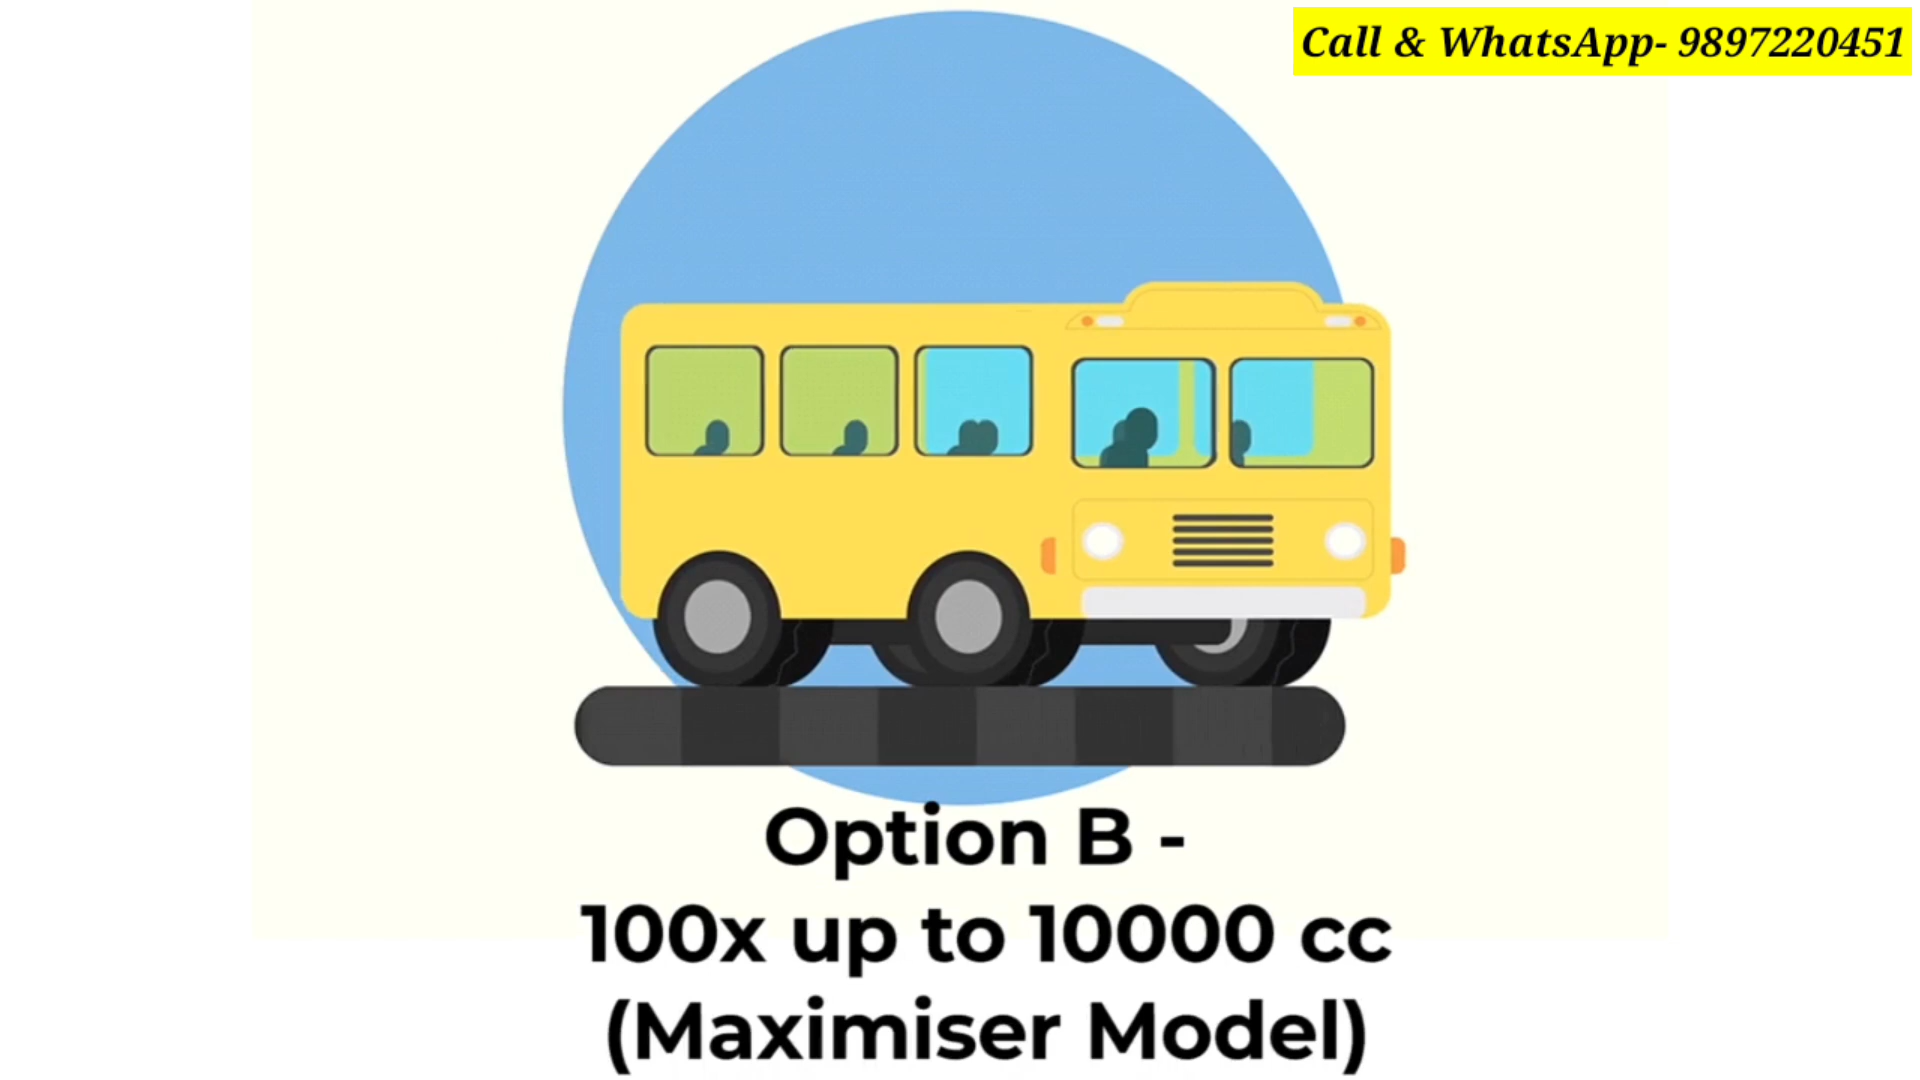 Call & WhatsApp- 9897220451
Option B -
100x up to 10000 cc
(Maximiser Model)